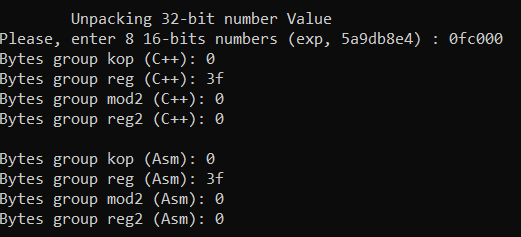 Unpacking 32-bit number Value
Please, enter 8 16-bits numbers (exp, 5a9db8e4) : 0fc000
Bytes group kop (C++): 0
Bytes group reg (C++): 3f
Bytes group mod2 (C++): 0
Bytes group reg2 (C++): 0

Bytes group kop (Asm): 0
Bytes group reg (Asm): 3f
Bytes group mod2 (Asm): 0
Bytes group reg2 (Asm): 0